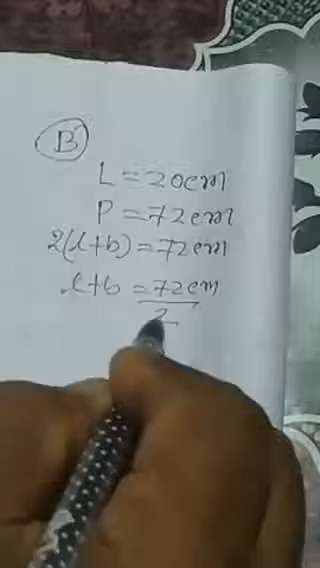 B
L = 20cm
P = 72cm
2(l+b) = 72cm
l+b = 72cm
2